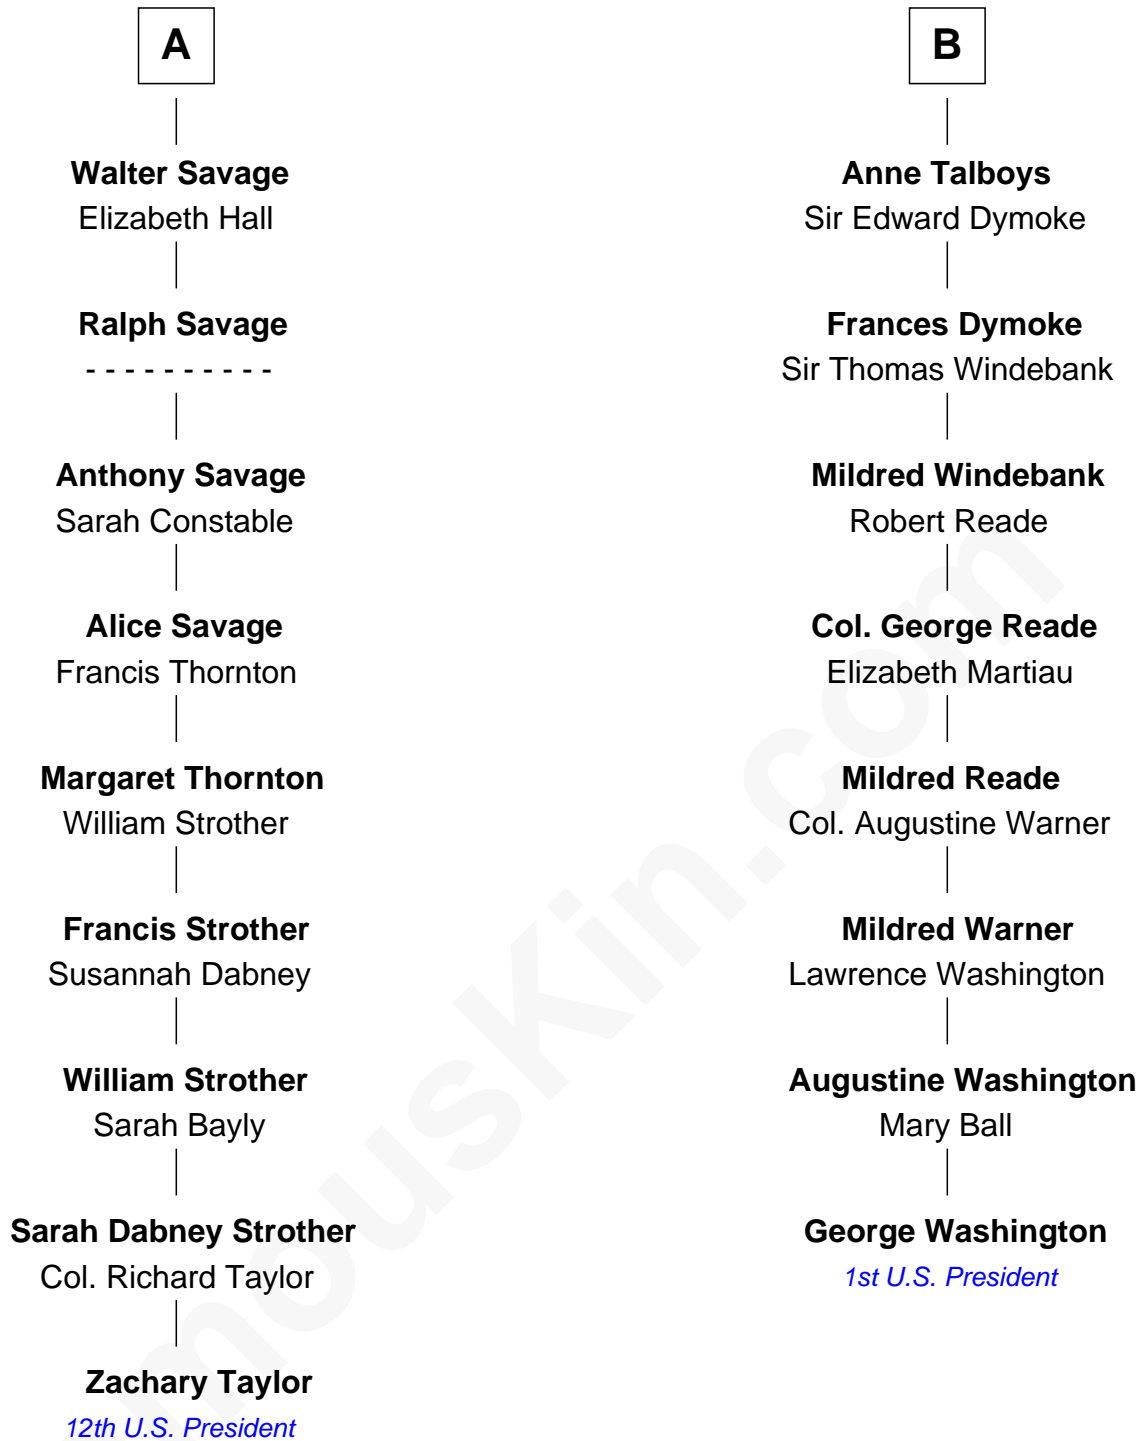 A
Walter Savage
Elizabeth Hall
Ralph Savage
- - - - - - - - - -
Anthony Savage
Sarah Constable
Alice Savage
Francis Thornton
Margaret Thornton
William Strother
Francis Strother
Susannah Dabney
William Strother
Sarah Bayly
Sarah Dabney Strother
Col. Richard Taylor
Zachary Taylor
12th U.S. President
B
Anne Talboys
Sir Edward Dymoke
Frances Dymoke
Sir Thomas Windebank
Mildred Windebank
Robert Reade
Col. George Reade
Elizabeth Martiau
Mildred Reade
Col. Augustine Warner
Mildred Warner
Lawrence Washington
Augustine Washington
Mary Ball
George Washington
1st U.S. President
mousKin.com